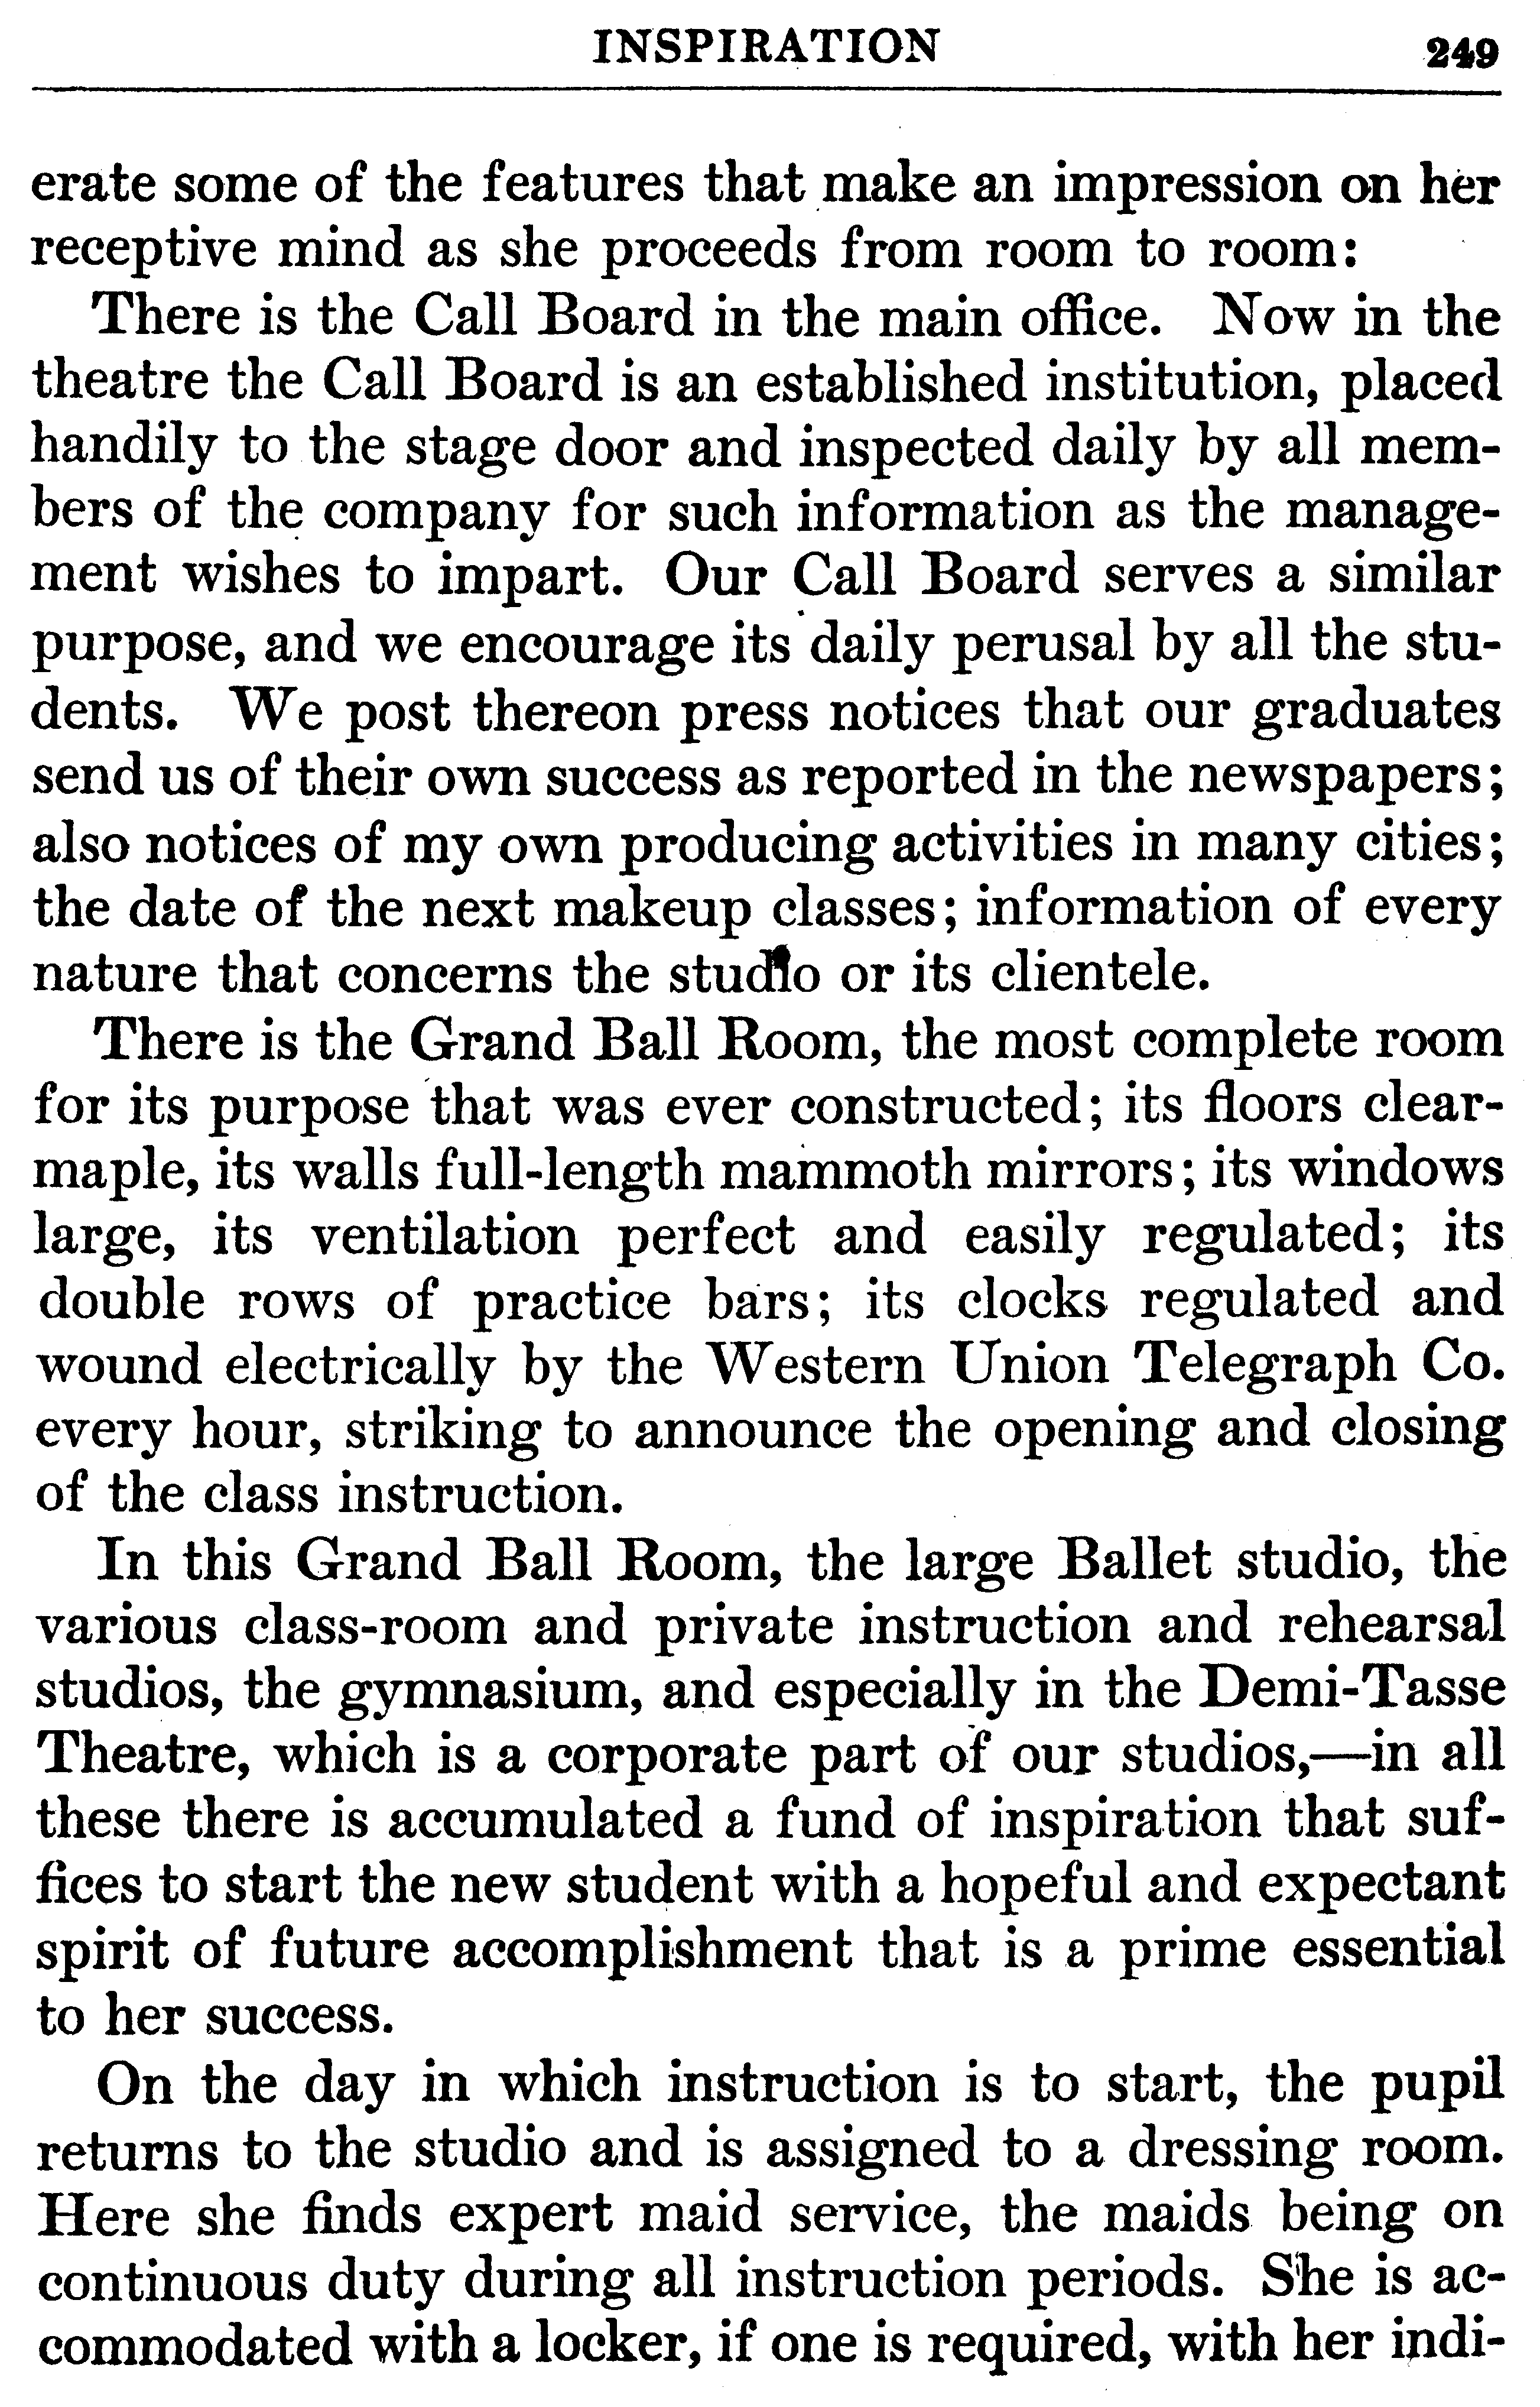 INSPIRATION 249
erate some of the features that make an impression on her
receptive mind as she proceeds from room to room:
There is the Call Board in the main office. Now in the
theatre the Call Board is an established institution, placed
handily to the stage door and inspected daily by all mem-
bers of the company for such information as the manage-
ment wishes to impart. Our Call Board serves a similar
purpose, and we encourage its daily perusal by all the stu-
dents. We post thereon press notices that our graduates
send us of their own success as reported in the newspapers;
also notices of my own producing activities in many cities;
the date of the next makeup classes; information of every
nature that concerns the studio or its clientele.
There is the Grand Ball Room, the most complete room
for its purpose that was ever constructed; its floors clear-
maple, its walls full-length mammoth mirrors; its windows
large, its ventilation perfect and easily regulated; its
double rows of practice bars; its clocks regulated and
wound electrically by the Western Union Telegraph Co.
every hour, striking to announce the opening and closing
of the class instruction.
In this Grand Ball Room, the large Ballet studio, the
various class-room and private instruction and rehearsal
studios, the gymnasium, and especially in the Demi-Tasse
Theatre, which is a corporate part of our studios,—in all
these there is accumulated a fund of inspiration that suf-
fices to start the new student with a hopeful and expectant
spirit of future accomplishment that is a prime essential
to her success.
On the day in which instruction is to start, the pupil
returns to the studio and is assigned to a dressing room.
Here she finds expert maid service, the maids being on
continuous duty during all instruction periods. She is ac-
commodated with a locker, if one is required, with her indi-